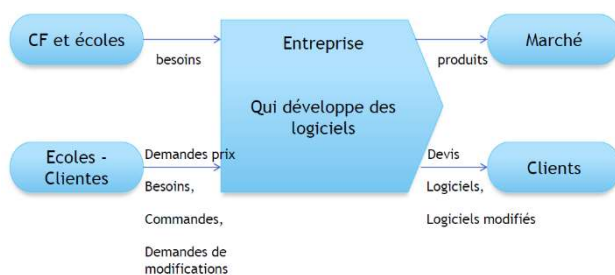 CF et écoles
besoins
Entreprise
Qui développe des
logiciels
produits
Marché
Ecoles -
Clientes
Demandes prix
Besoins,
Commandes,
Demandes de
modifications
Devis
Logiciels,
Logiciels modifiés
Clients